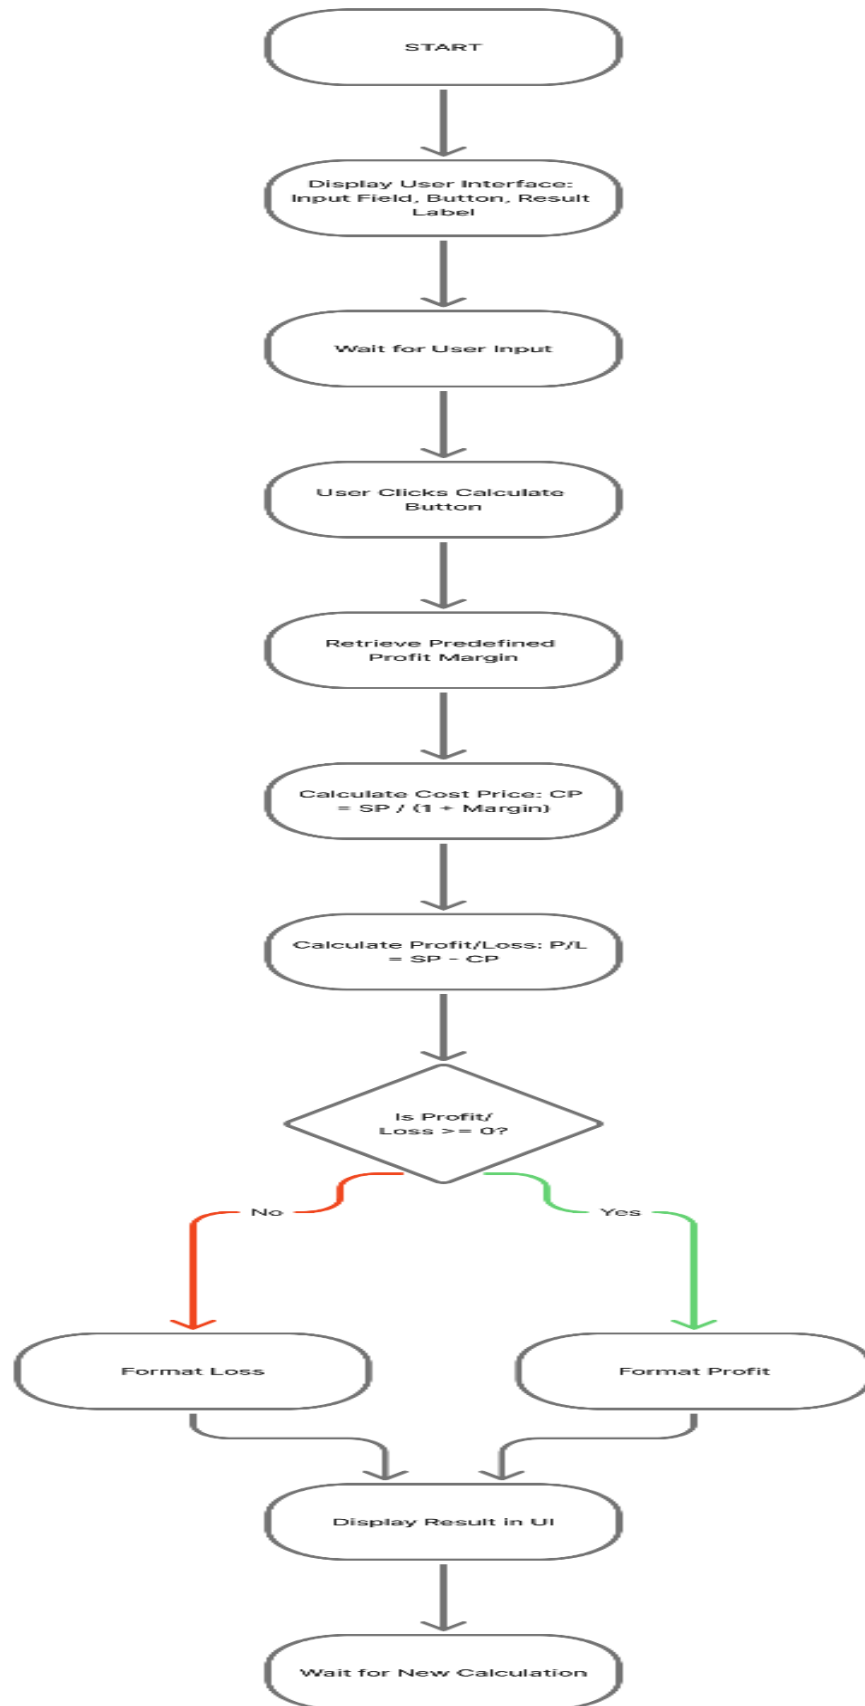 START
Display User Interface:
Input Field, Button, Result
Label
Wait for User Input
User Clicks Calculate
Button
Retrieve Predefined
Profit Margin
Calculate Cost Price: CP
= SP / (1 + Margin)
Calculate Profit/Loss: P/L
= SP - CP
Is Profit/
Loss >= 0?
No
Yes
Format Loss
Format Profit
Display Result in UI
Wait for New Calculation